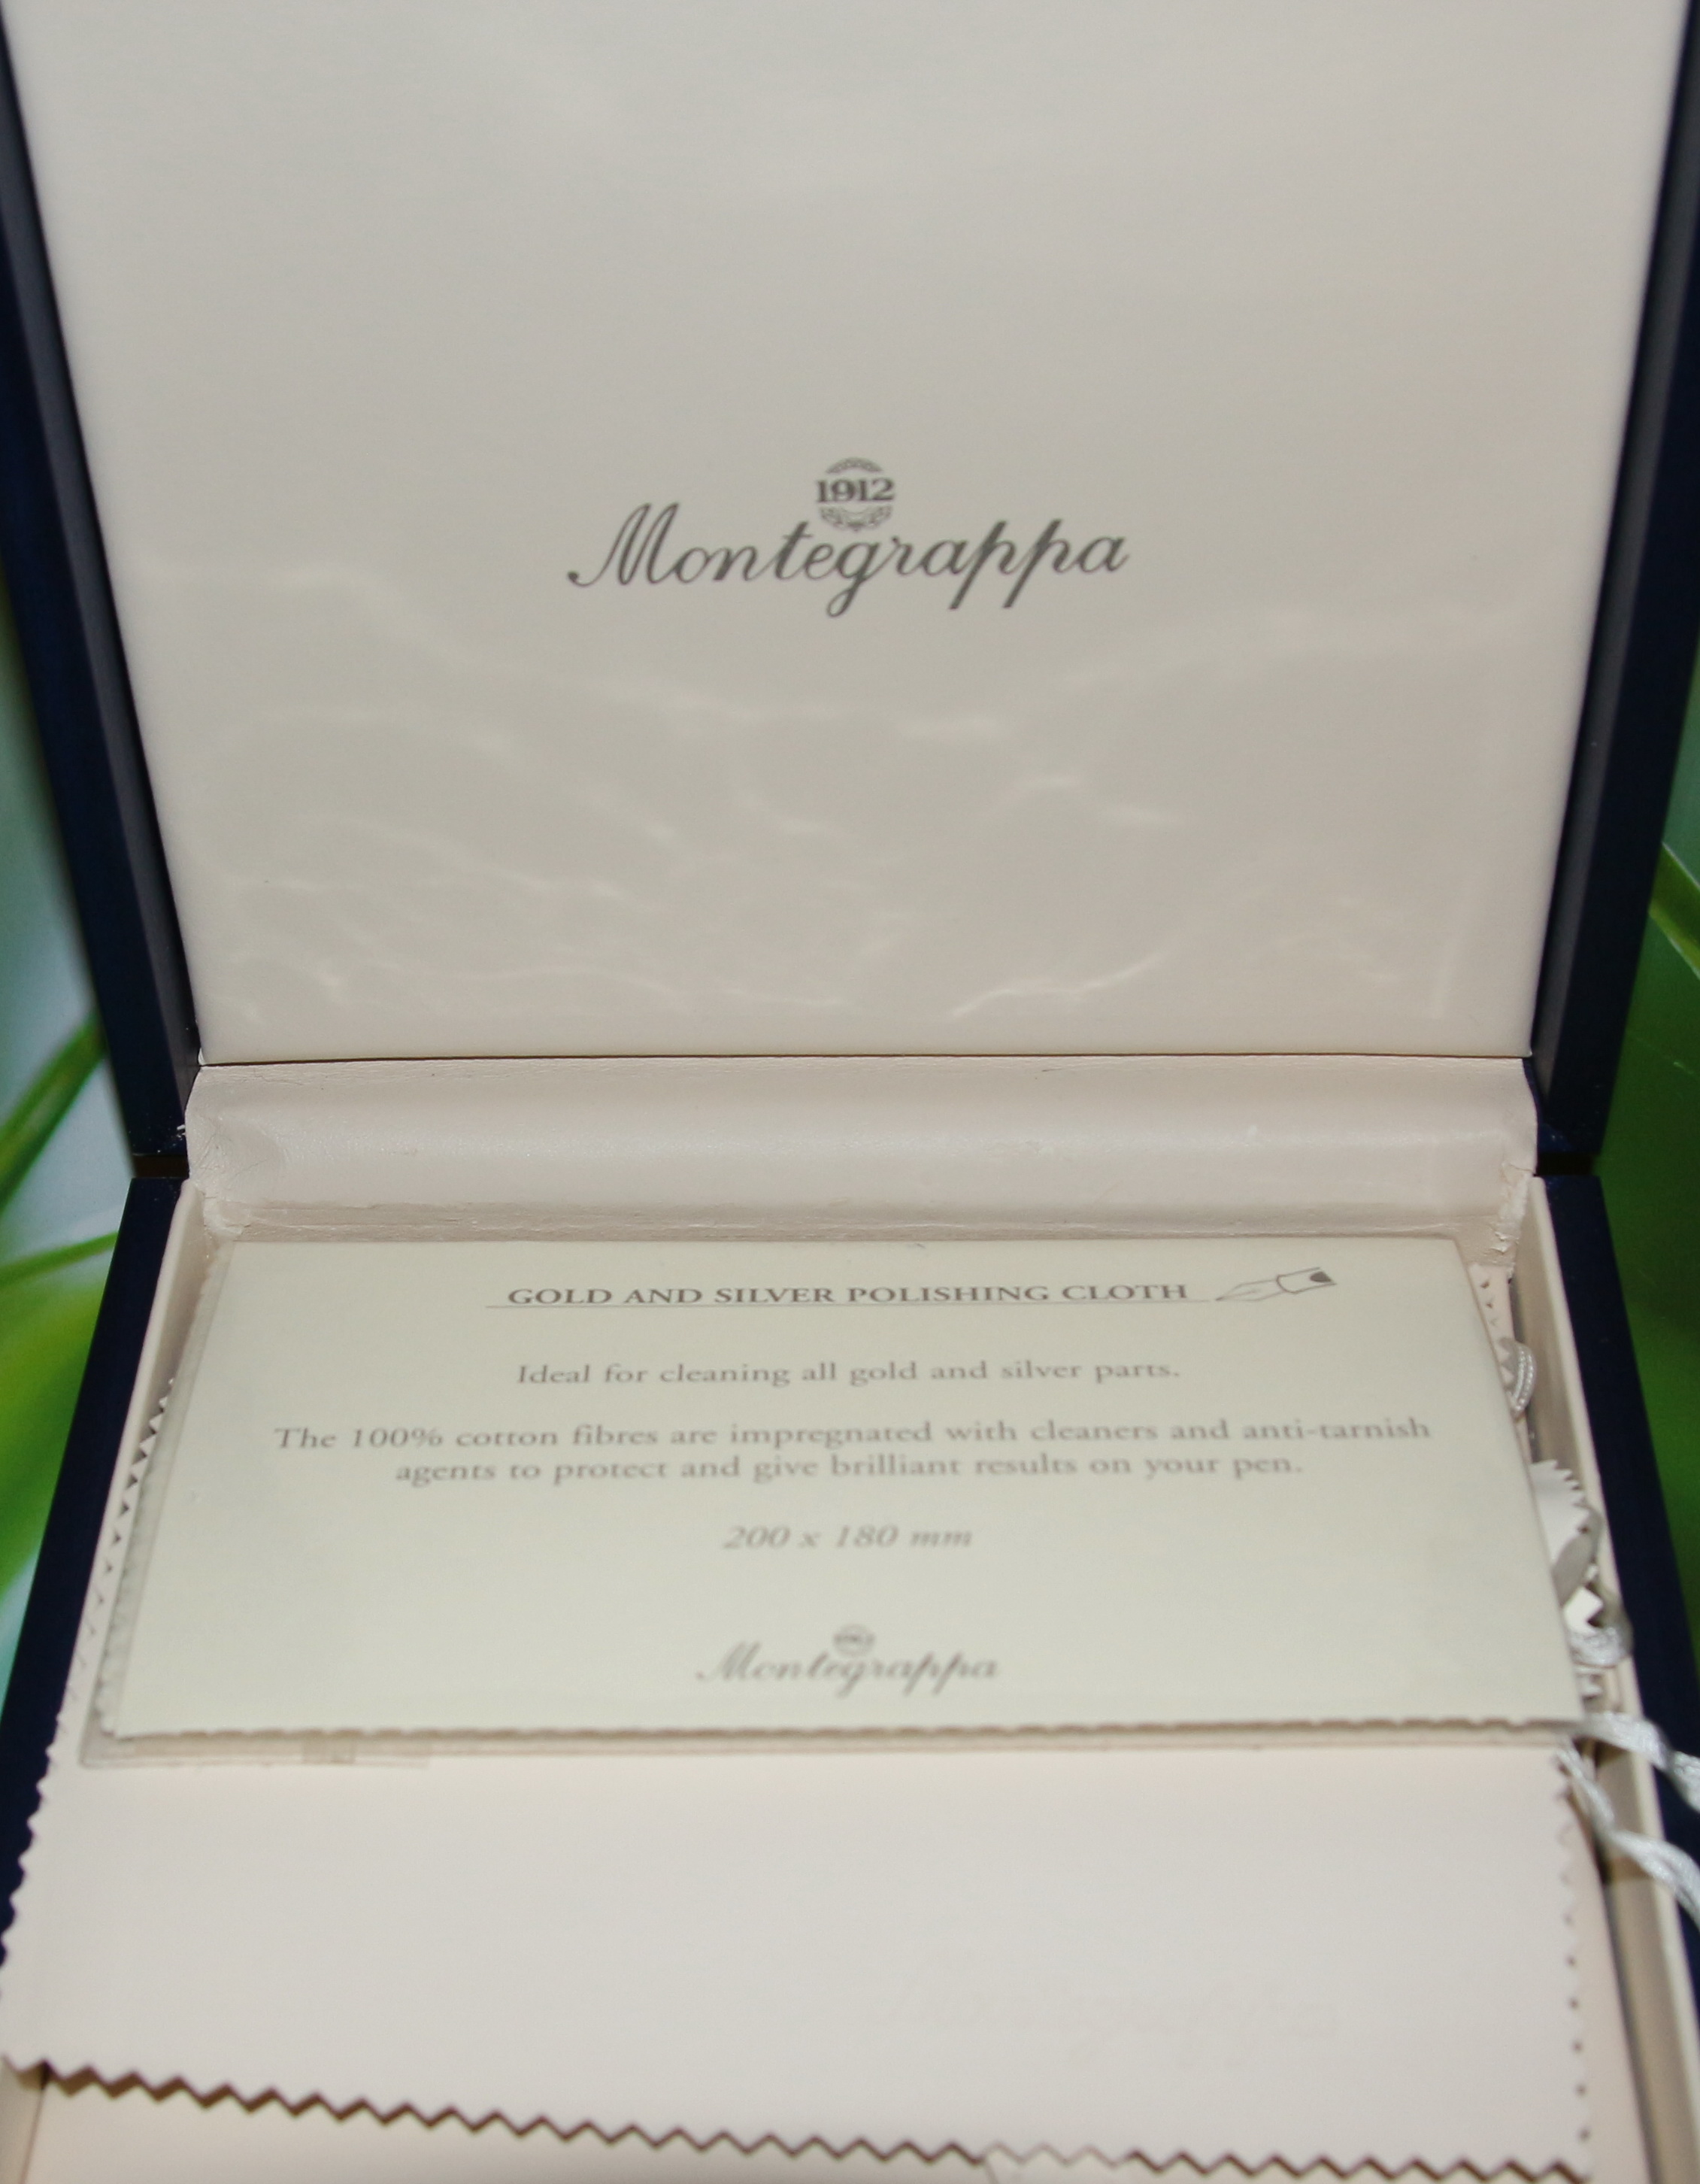 1912
Montegrappa
GOLD AND SILVER POLISHING CLOTH
Ideal for cleaning all gold and silver parts.
The 100% cotton fibres are impregnated with cleaners and anti-tarnish
agents to protect and give brilliant results on your pen.
200 x 180 mm
1912
Montegrappa